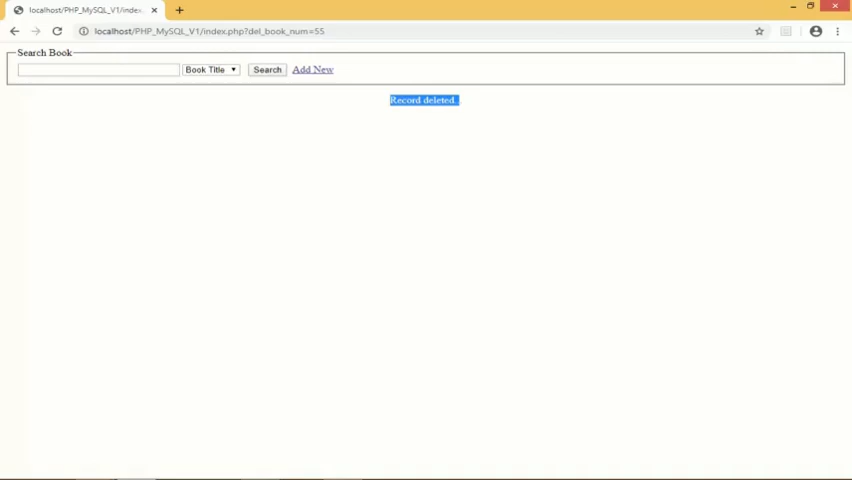 localhost/PHP_MySQL_V1/index.
localhost/PHP_MySQL_V1/index.php?del_book_num=55
Search Book
Book Title Search Add New
Record deleted..